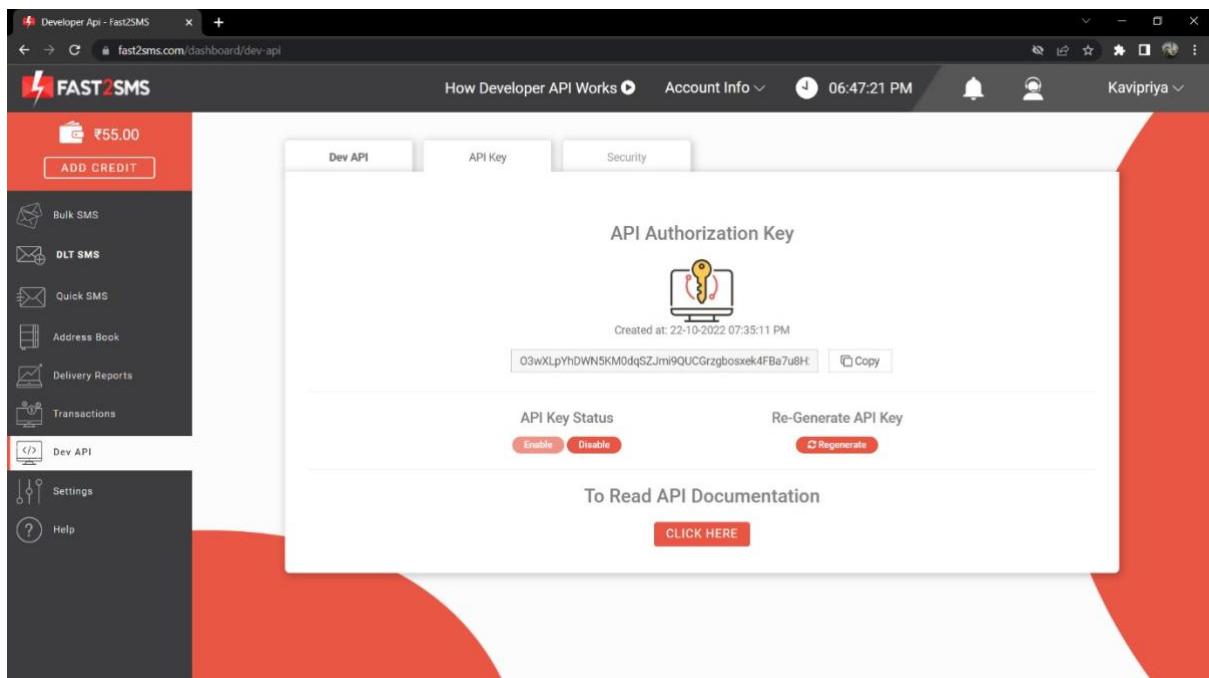 Developer Api - Fast2SMS
fast2sms.com/dashboard/dev-api
FAST2SMS
How Developer API Works
Account Info
06:47:21 PM
Kavipriya
₹55.00
ADD CREDIT
Bulk SMS
DLT SMS
Quick SMS
Address Book
Delivery Reports
Transactions
Dev API
Settings
Help
Dev API API Key Security
API Authorization Key
Created at: 22-10-2022 07:35:11 PM
Copy
API Key Status Re-Generate API Key
Enable Disable Regenerate
To Read API Documentation
CLICK HERE